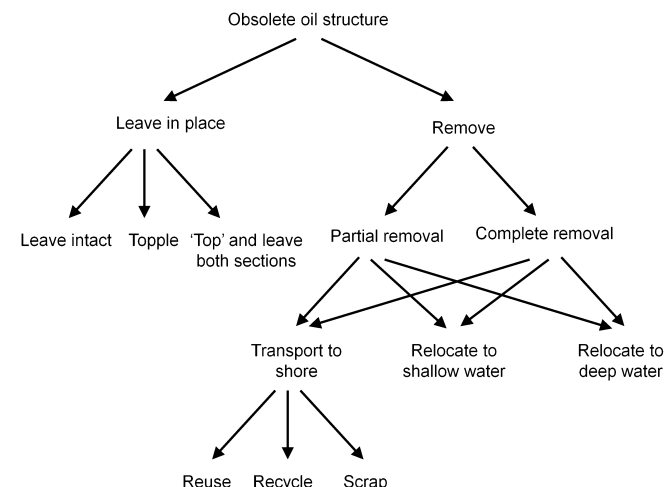 Obsolete oil structure
Leave in place
Remove
Leave intact
Topple
‘Top’ and leave
both sections
Partial removal
Complete removal
Transport to
shore
Relocate to
shallow water
Relocate to
deep water
Reuse
Recycle
Scrap